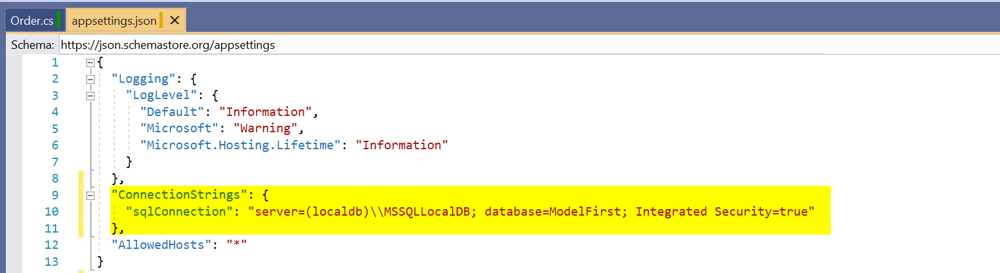 Order.cs appsettings.json
Schema: https://json.schemastore.org/appsettings
1 {
2 "Logging": {
3 "LogLevel": {
4 "Default": "Information",
5 "Microsoft": "Warning",
6 "Microsoft.Hosting.Lifetime": "Information"
7 }
8 },
9 "ConnectionStrings": {
10 "sqlConnection": "server=(localdb)\\MSSQLLocalDB; database=ModelFirst; Integrated Security=true"
11 },
12 "AllowedHosts": "*"
13 }